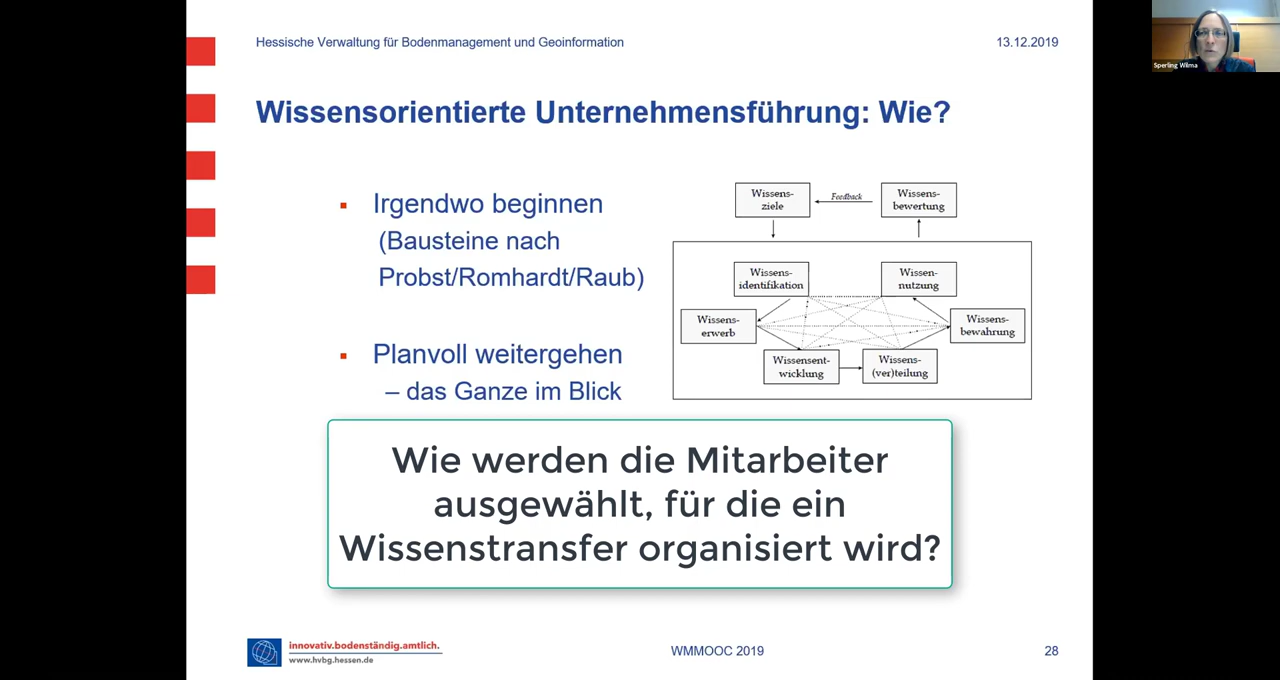 Hessische Verwaltung für Bodenmanagement und Geoinformation
13.12.2019
Sperling Wilma
Wissensorientierte Unternehmensführung: Wie?
▪ Irgendwo beginnen
(Bausteine nach
Probst/Romhardt/Raub)
▪ Planvoll weitergehen
– das Ganze im Blick
Wissens-
ziele
Feedback
Wissens-
bewertung
Wissens-
identifikation
Wissen-
nutzung
Wissens-
erwerb
Wissens-
bewahrung
Wissensent-
wicklung
Wissens-
(ver)teilung
Wie werden die Mitarbeiter
ausgewählt, für die ein
Wissenstransfer organisiert wird?
innovativ.bodenständig.amtlich.
www.hvbg.hessen.de
WMMOOC 2019
28